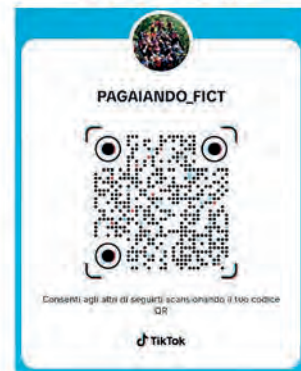 PAGAIANDO_FICT
Consenti agli altri di seguirti scansionando il tuo codice
QR
TikTok